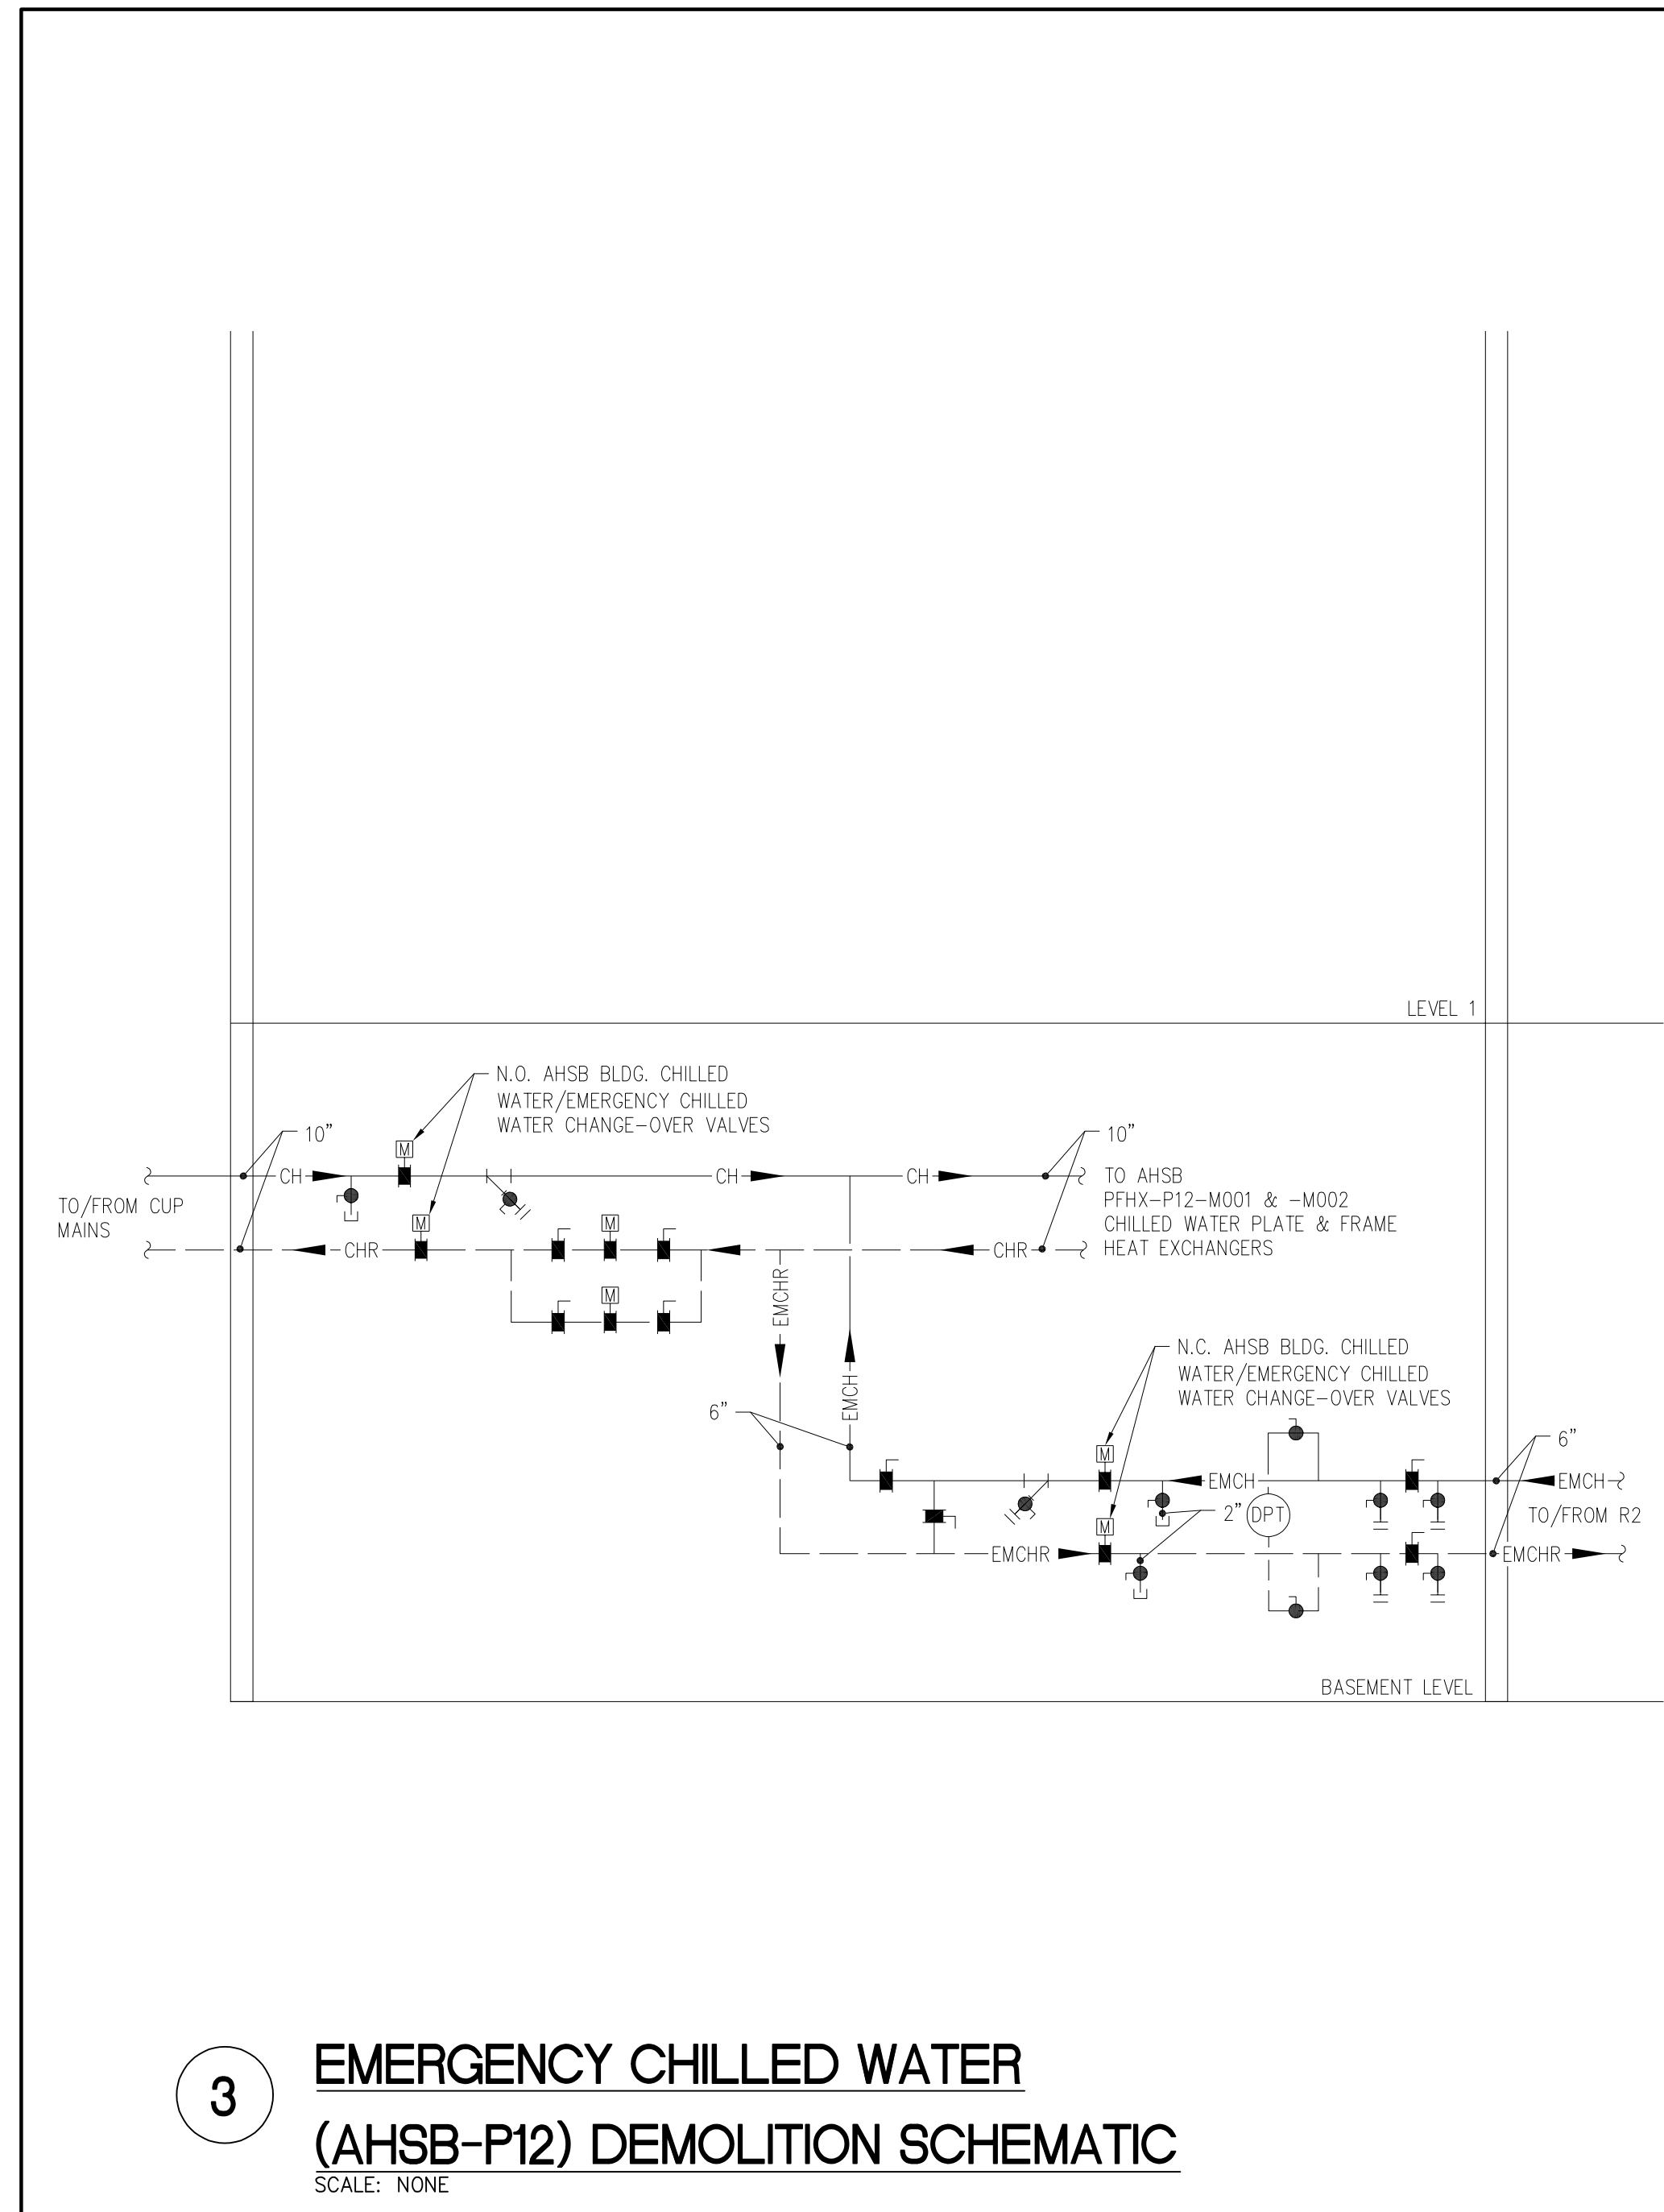 LEVEL 1
N.O. AHSB BLDG. CHILLED
WATER/EMERGENCY CHILLED
WATER CHANGE-OVER VALVES
10"
10"
M
CH
CH
CH
TO AHSB
PFHX-P12-M001 & -M002
CHILLED WATER PLATE & FRAME
HEAT EXCHANGERS
TO/FROM CUP
MAINS
M
M
CHR
CHR
M
EMCHR
EMCH
6"
N.C. AHSB BLDG. CHILLED
WATER/EMERGENCY CHILLED
WATER CHANGE-OVER VALVES
6"
M
EMCH
EMCH
2"
DPT
TO/FROM R2
M
EMCHR
EMCHR
BASEMENT LEVEL
3
EMERGENCY CHILLED WATER
(AHSB-P12) DEMOLITION SCHEMATIC
SCALE: NONE